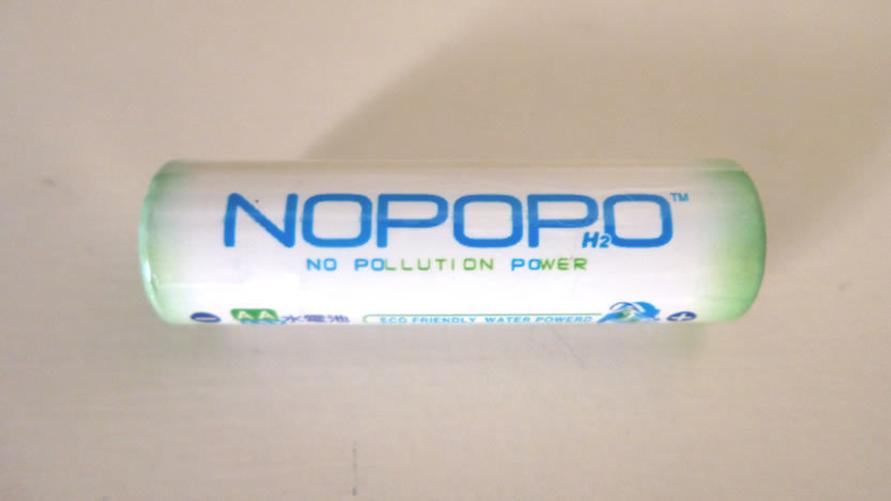 NOPOPO™
H2
NO POLLUTION POWER
AA 水電池 ECO FRIENDLY WATER POWERD